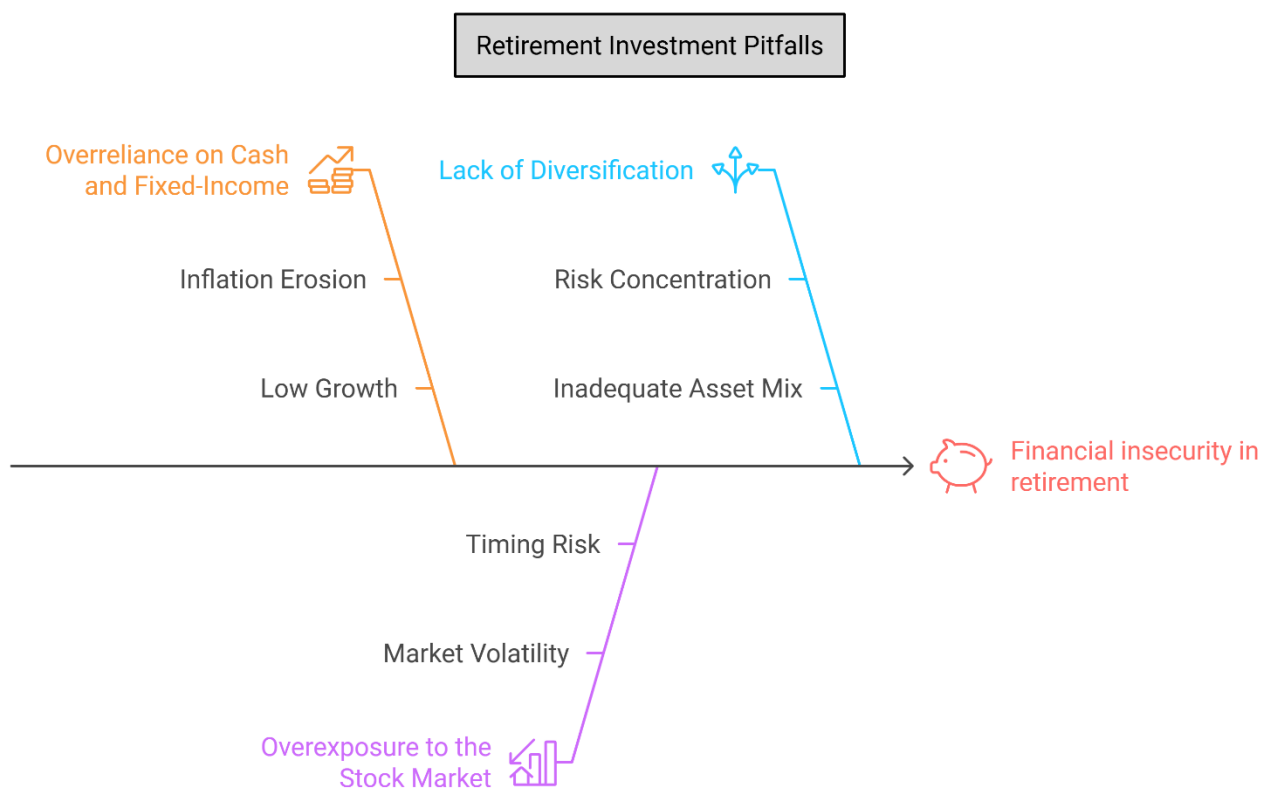 Retirement Investment Pitfalls
Overreliance on Cash
and Fixed-Income
Lack of Diversification
Inflation Erosion
Risk Concentration
Low Growth
Inadequate Asset Mix
Financial insecurity in
retirement
Timing Risk
Market Volatility
Overexposure to the
Stock Market